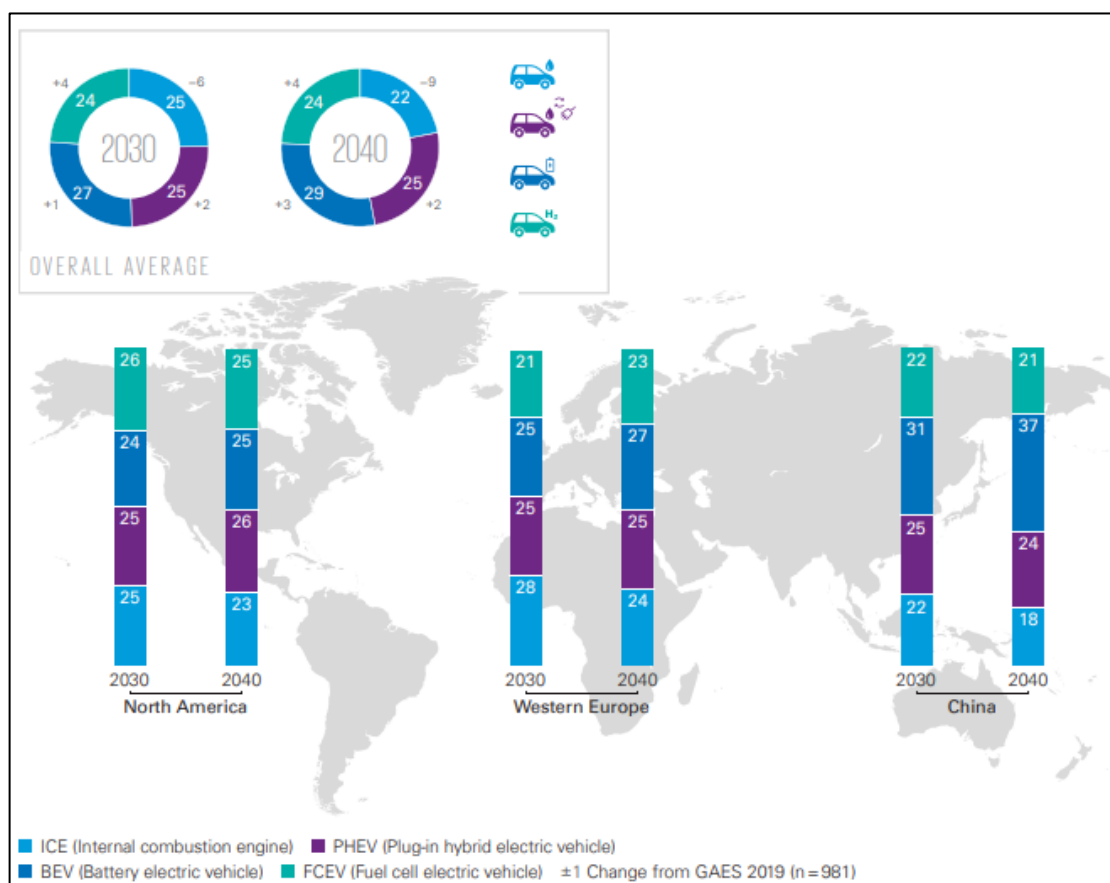 +4 24 −6 25
2030
+1 27 25 +2
+4 24 −9 22
2040
+3 29 25 +2
H₂
OVERALL AVERAGE
26 25 21 23 22 21
24 25 25 27 31 37
25 26 25 25 25 24
25 23 28 24 22 18
2030 2040 2030 2040 2030 2040
North America Western Europe China
ICE (Internal combustion engine) PHEV (Plug-in hybrid electric vehicle)
BEV (Battery electric vehicle) FCEV (Fuel cell electric vehicle) ±1 Change from GAES 2019 (n = 981)